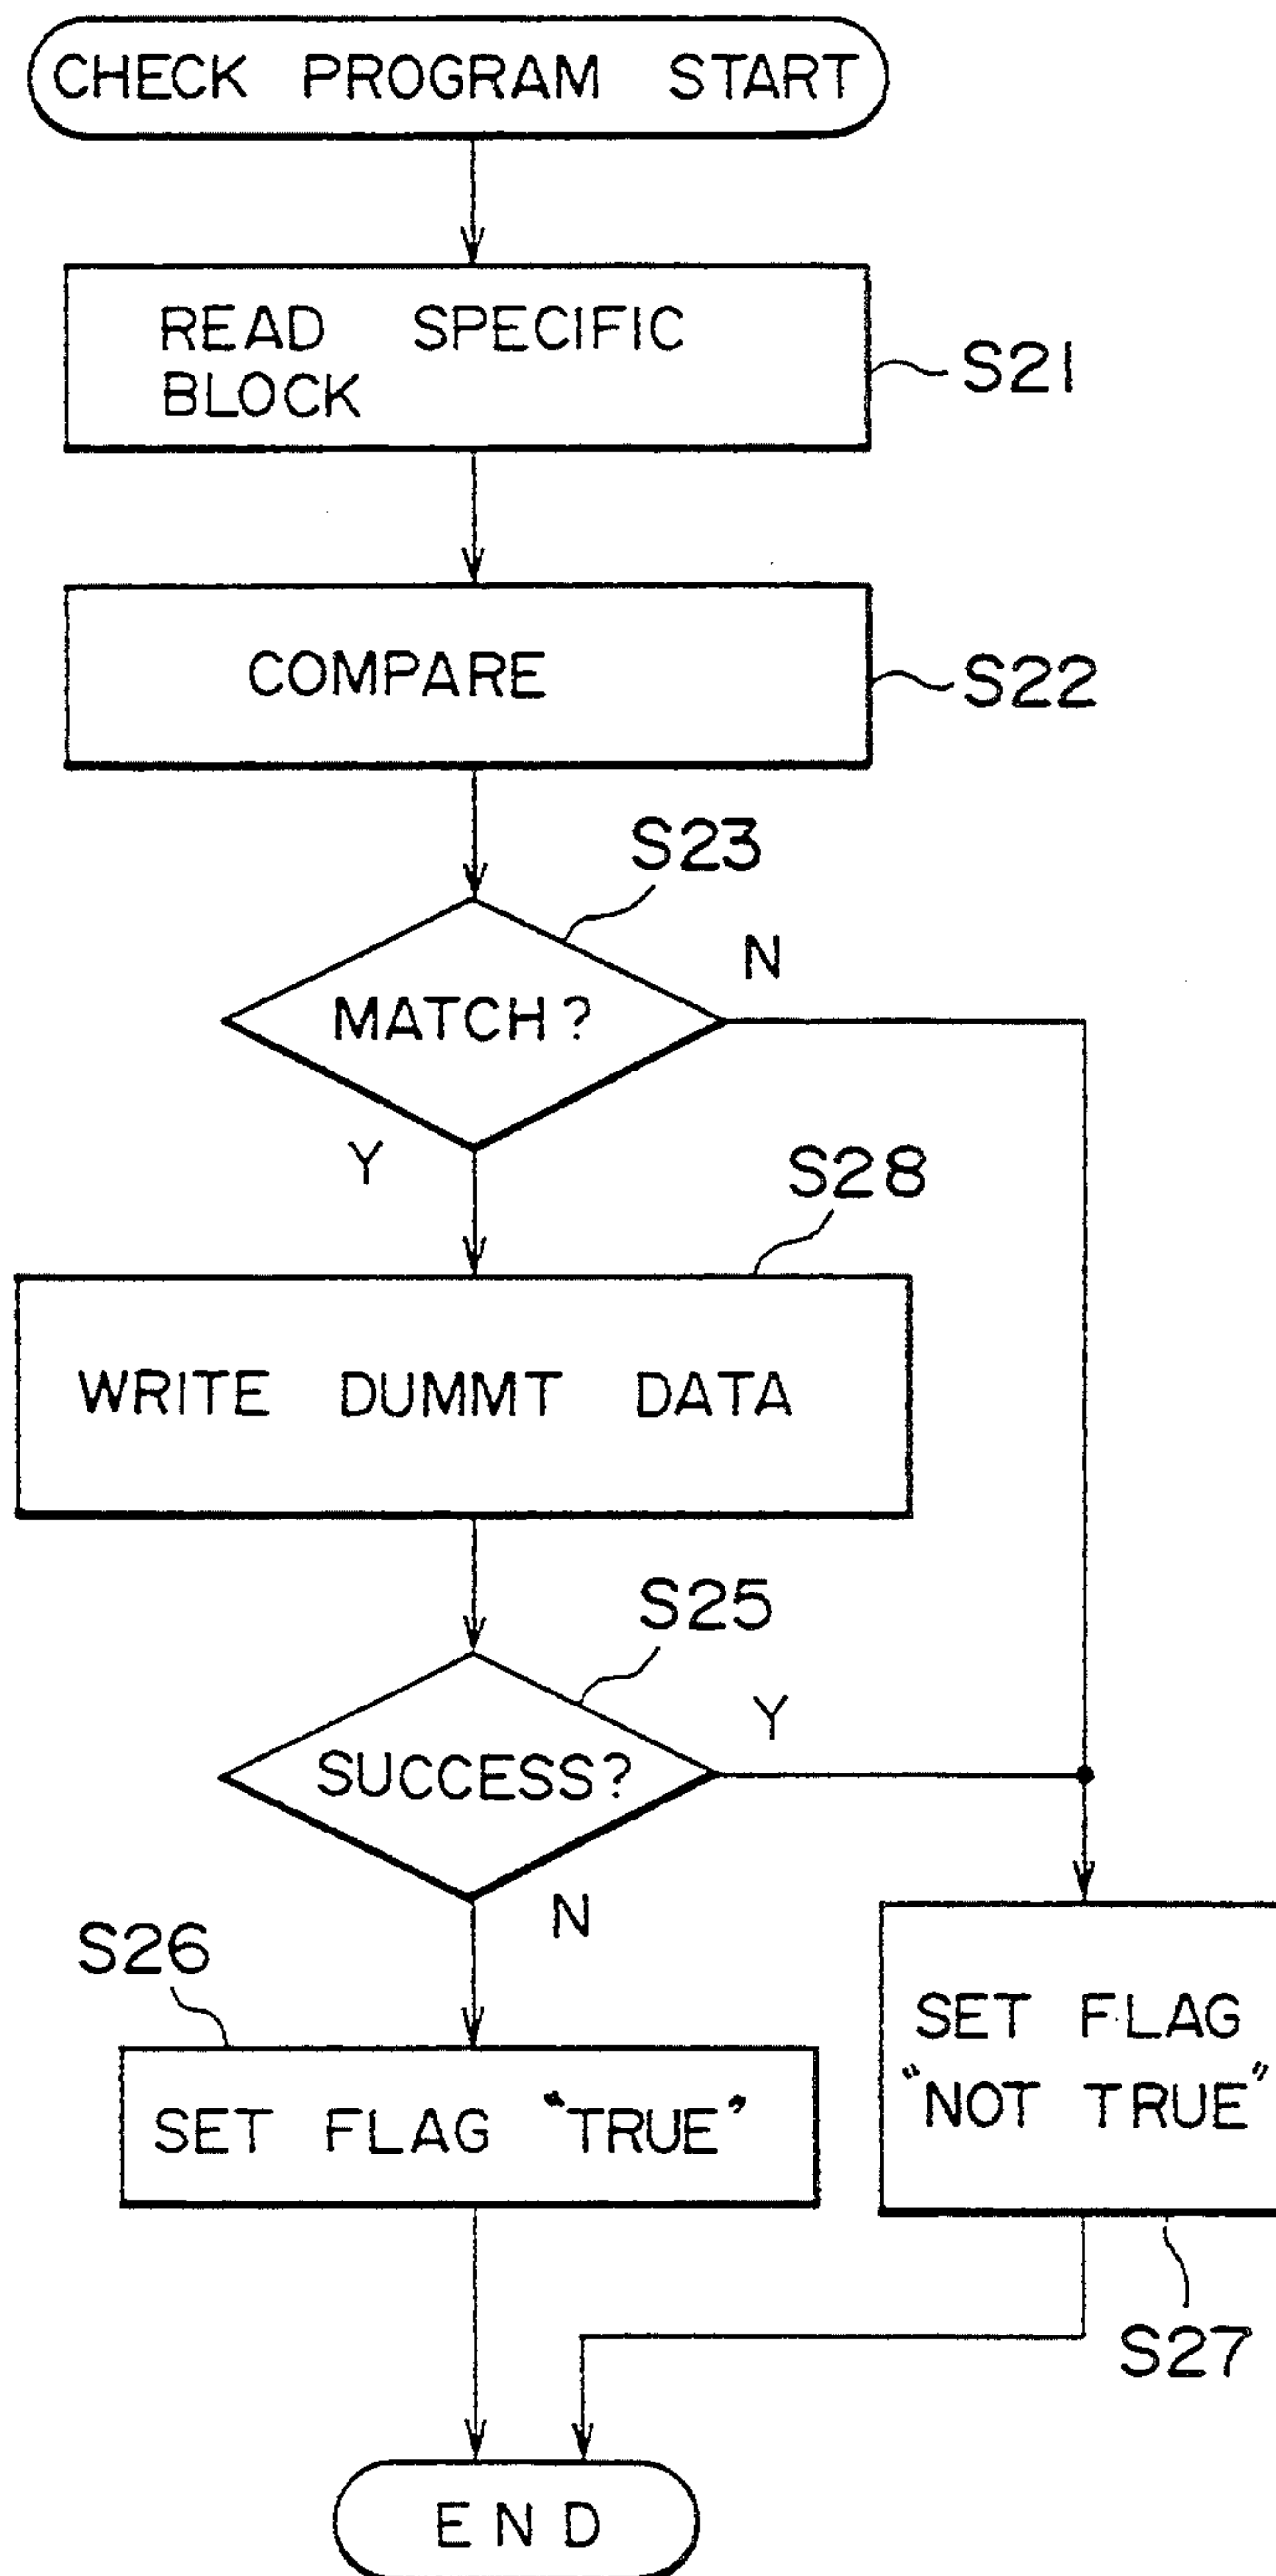 CHECK PROGRAM START
READ SPECIFIC
BLOCK
S21
COMPARE
S22
S23
MATCH?
N
Y
S28
WRITE DUMMT DATA
S25
SUCCESS?
Y
N
S26
SET FLAG "TRUE"
SET FLAG
"NOT TRUE"
S27
END